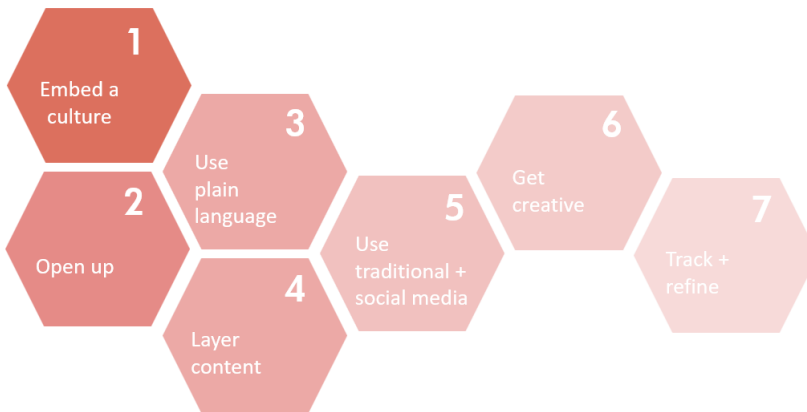 1
Embed a
culture
2
Open up
3
Use
plain
language
4
Layer
content
5
Use
traditional +
social media
6
Get
creative
7
Track +
refine